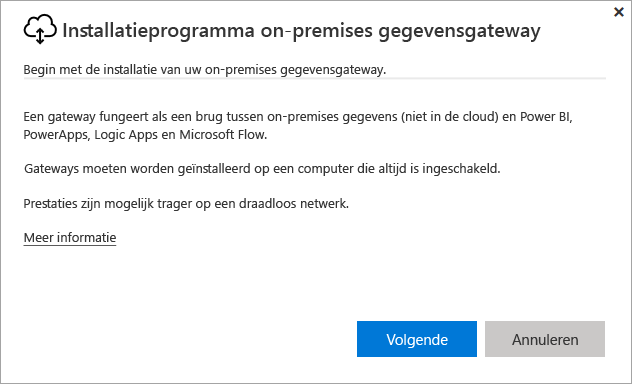 Installatieprogramma on-premises gegevensgateway
Begin met de installatie van uw on-premises gegevensgateway.
Een gateway fungeert als een brug tussen on-premises gegevens (niet in de cloud) en Power BI,
PowerApps, Logic Apps en Microsoft Flow.
Gateways moeten worden geïnstalleerd op een computer die altijd is ingeschakeld.
Prestaties zijn mogelijk trager op een draadloos netwerk.
Meer informatie
Volgende
Annuleren